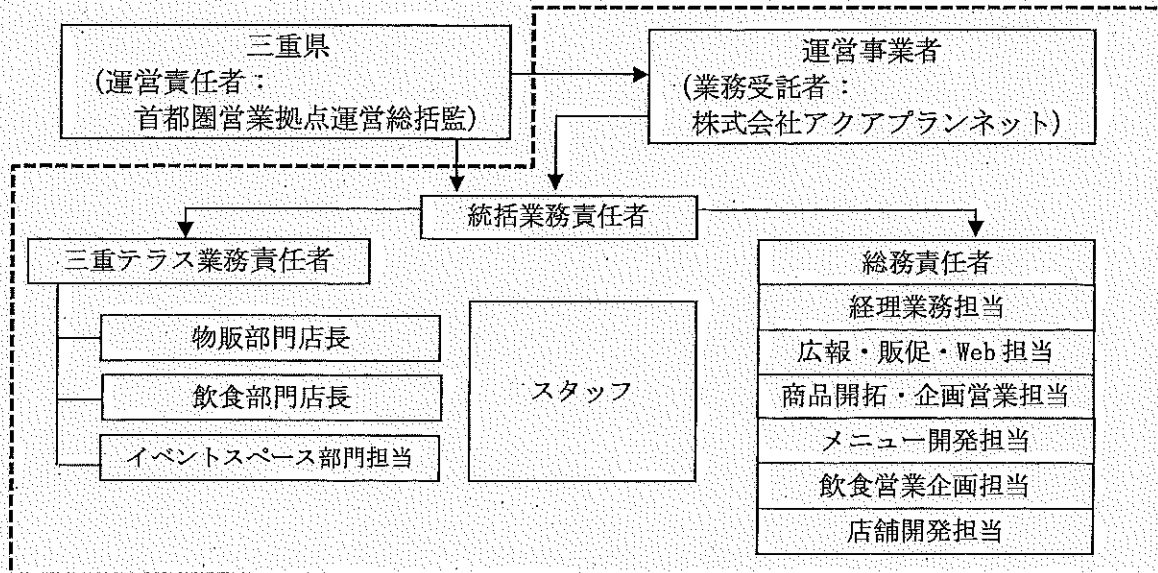 三重県
(運営責任者：
首都圏営業拠点運営総括監)
運営事業者
(業務受託者：
株式会社アクアプランネット)
統括業務責任者
三重テラス業務責任者
物販部門店長
飲食部門店長
イベントスペース部門担当
スタッフ
総務責任者
経理業務担当
広報・販促・Web担当
商品開拓・企画営業担当
メニュー開発担当
飲食営業企画担当
店舗開発担当